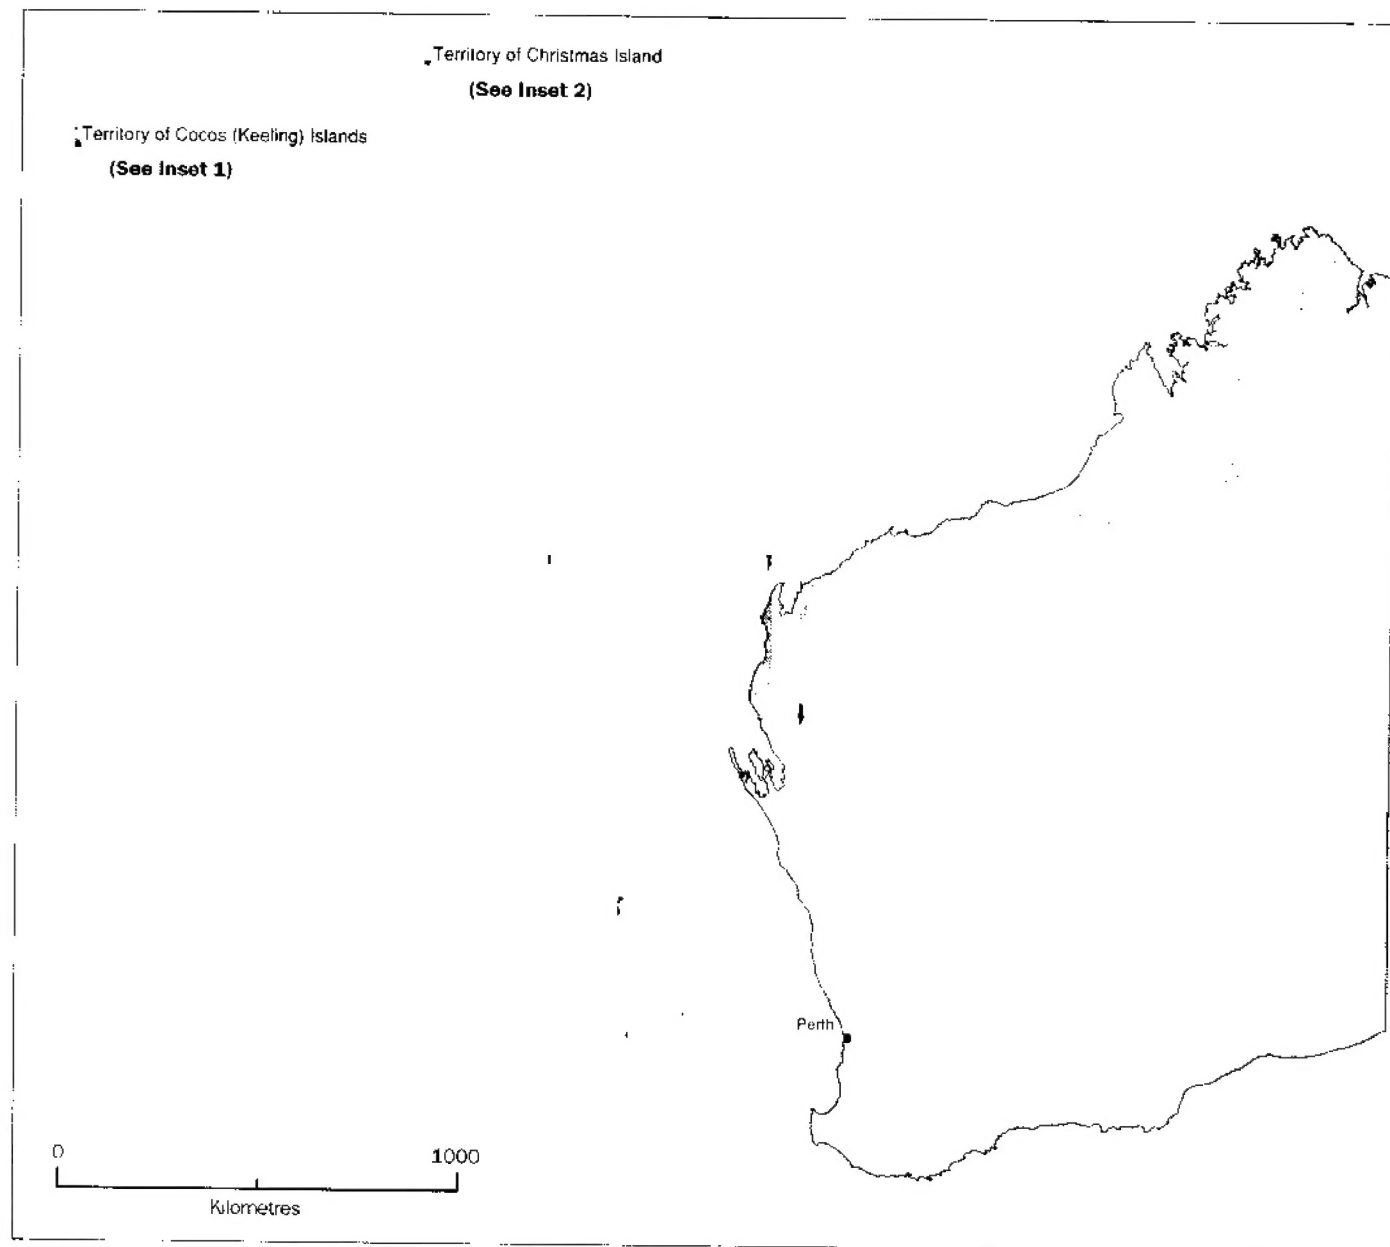 Territory of Christmas Island
(See Inset 2)
Territory of Cocos (Keeling) Islands
(See Inset 1)
Perth
0 1000
Kilometres